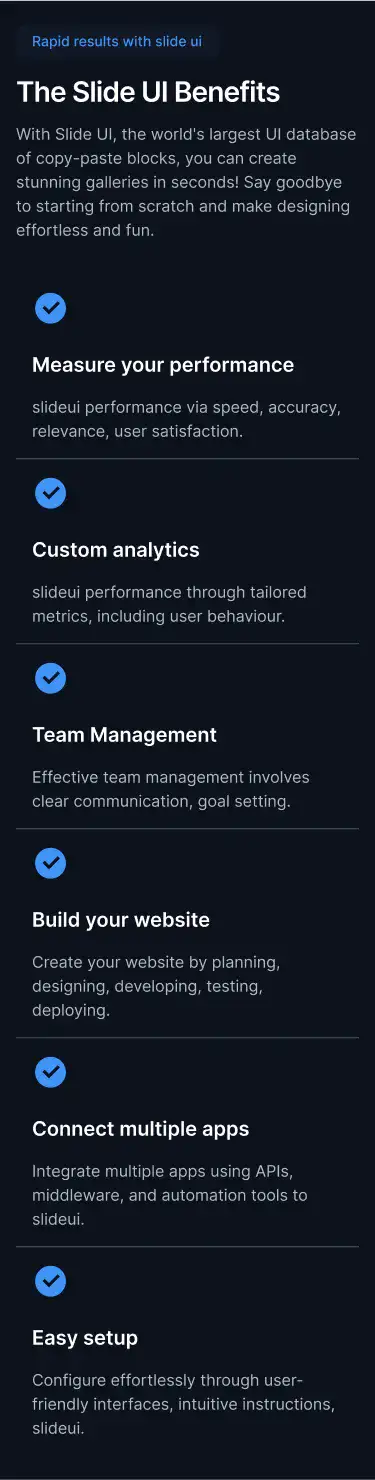 Rapid results with slide ui
The Slide UI Benefits
With Slide UI, the world's largest UI database
of copy-paste blocks, you can create
stunning galleries in seconds! Say goodbye
to starting from scratch and make designing
effortless and fun.
Measure your performance
slideui performance via speed, accuracy,
relevance, user satisfaction.
Custom analytics
slideui performance through tailored
metrics, including user behaviour.
Team Management
Effective team management involves
clear communication, goal setting.
Build your website
Create your website by planning,
designing, developing, testing,
deploying.
Connect multiple apps
Integrate multiple apps using APIs,
middleware, and automation tools to
slideui.
Easy setup
Configure effortlessly through user-
friendly interfaces, intuitive instructions,
slideui.